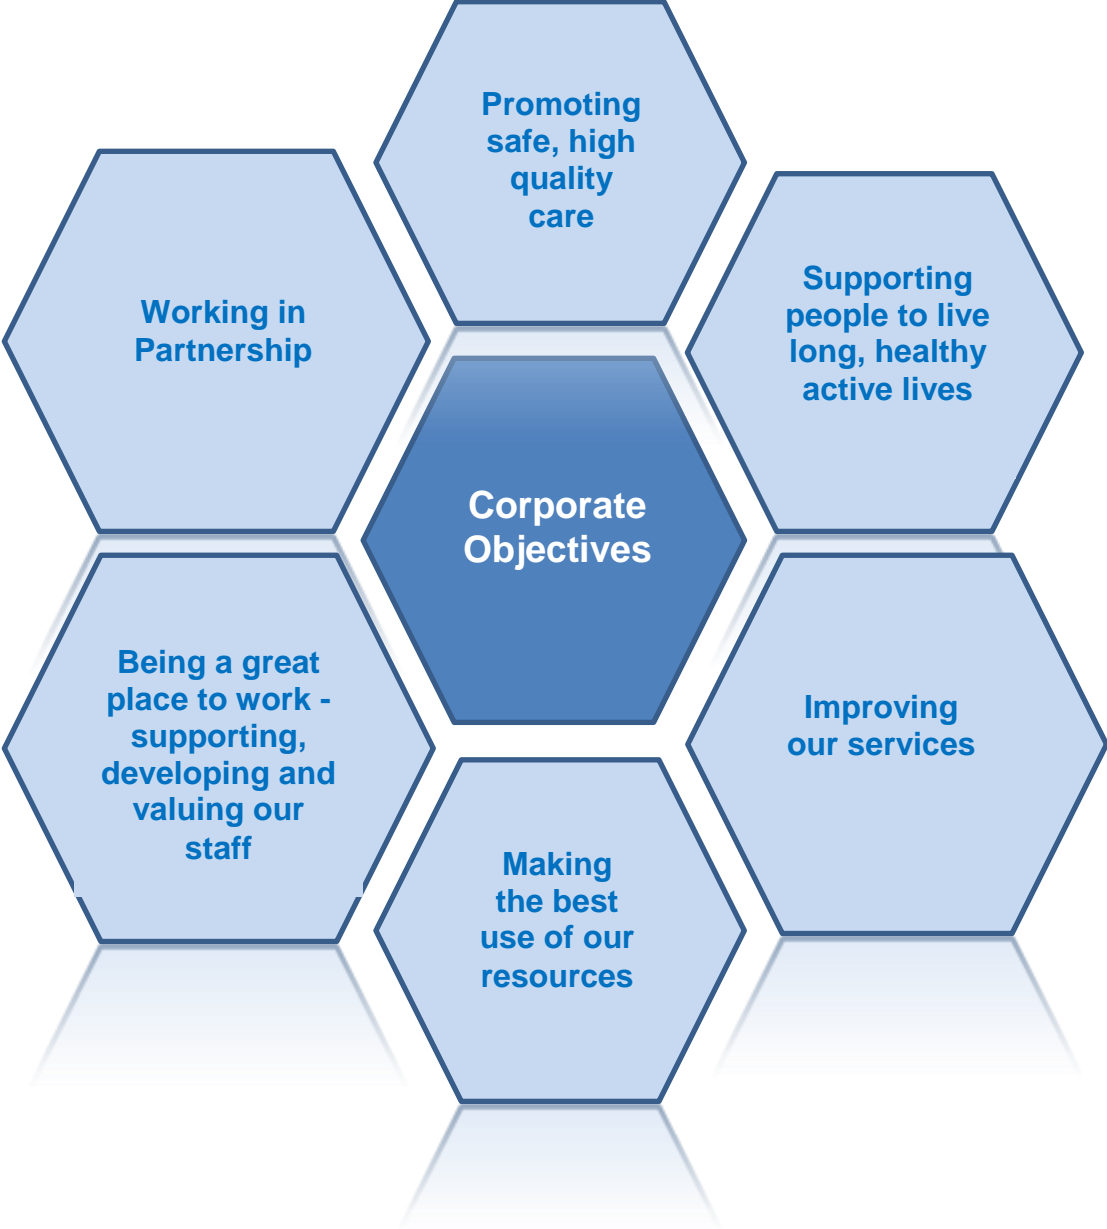 Promoting
safe, high
quality
care
Working in
Partnership
Supporting
people to live
long, healthy
active lives
Corporate
Objectives
Being a great
place to work -
supporting,
developing and
valuing our
staff
Improving
our services
Making
the best
use of our
resources